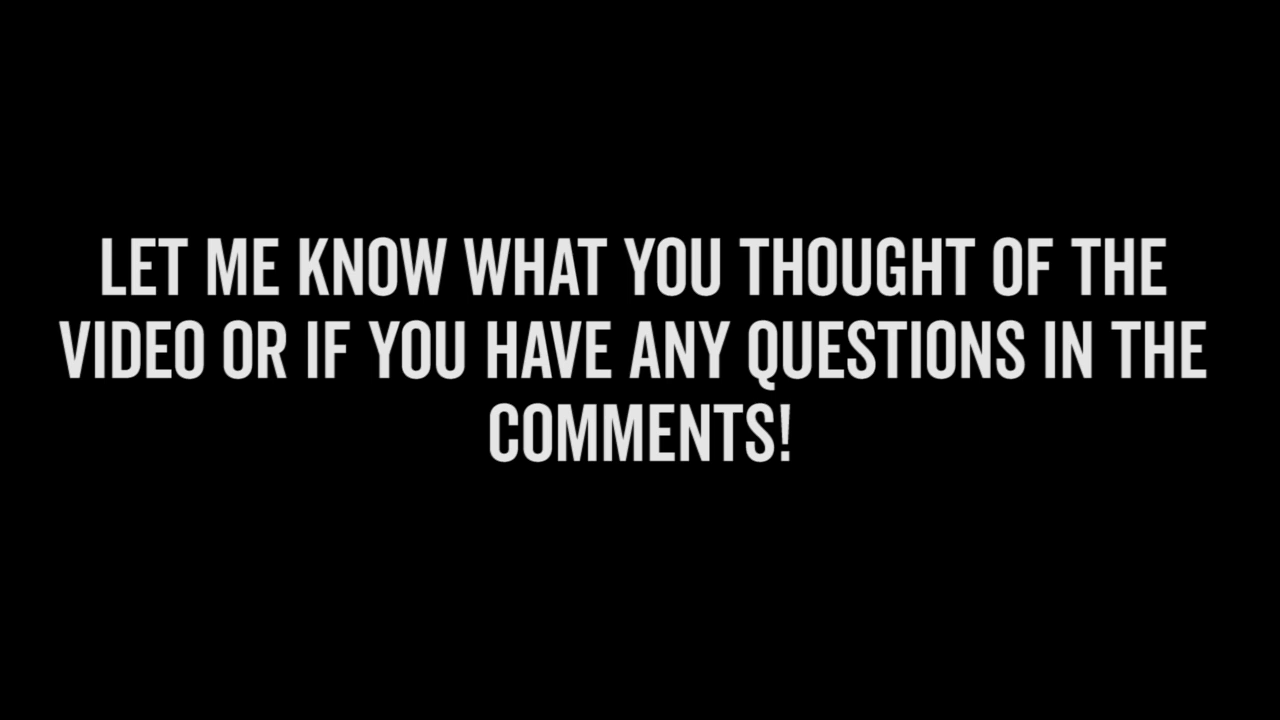 LET ME KNOW WHAT YOU THOUGHT OF THE
VIDEO OR IF YOU HAVE ANY QUESTIONS IN THE
COMMENTS!